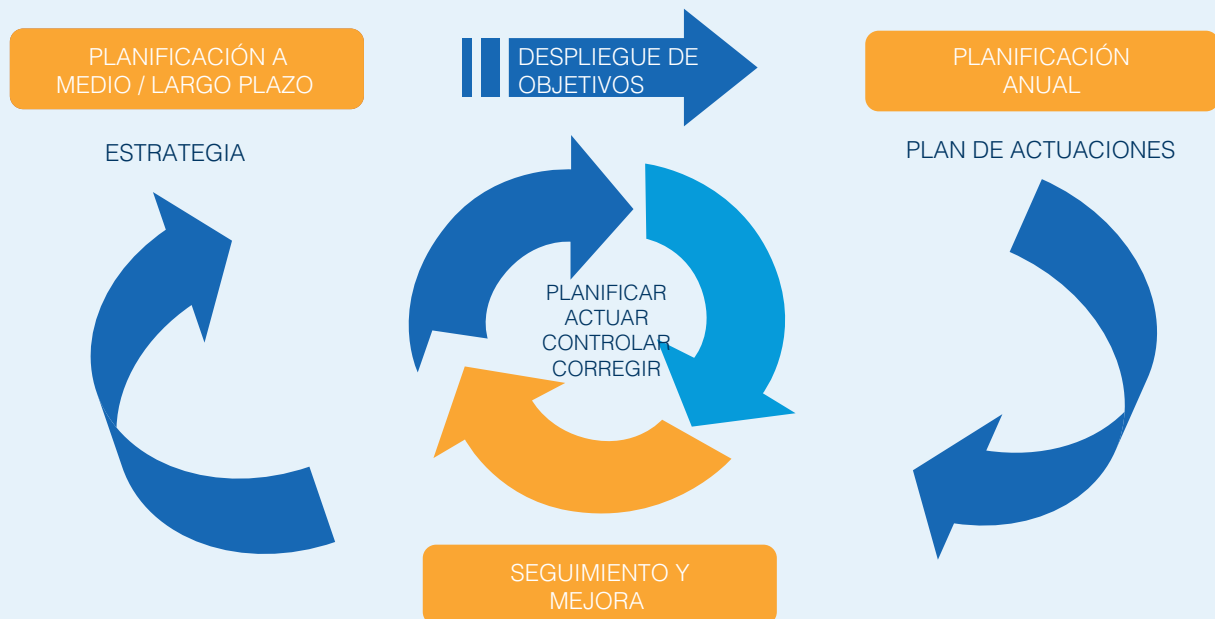 PLANIFICACIÓN A
MEDIO / LARGO PLAZO
DESPLIEGUE DE
OBJETIVOS
PLANIFICACIÓN
ANUAL
ESTRATEGIA
PLAN DE ACTUACIONES
PLANIFICAR
ACTUAR
CONTROLAR
CORREGIR
SEGUIMIENTO Y
MEJORA